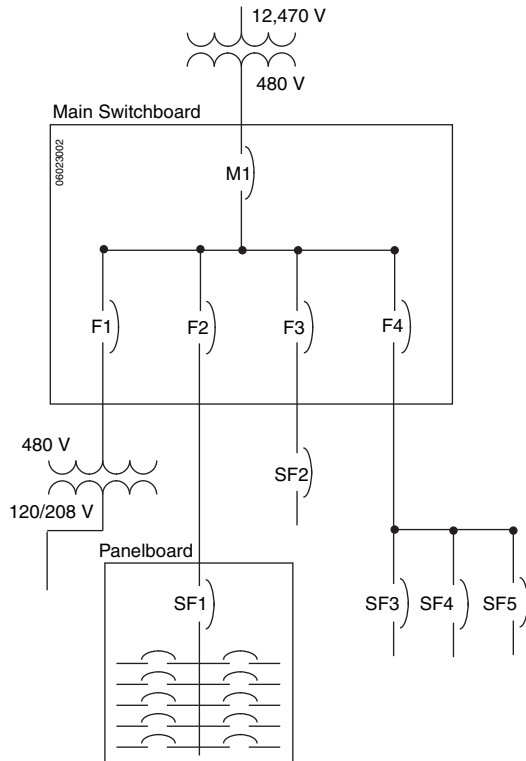 12,470 V
480 V
Main Switchboard
06023002
M1
F1
F2
F3
F4
480 V
SF2
120/208 V
Panelboard
SF1
SF3
SF4
SF5